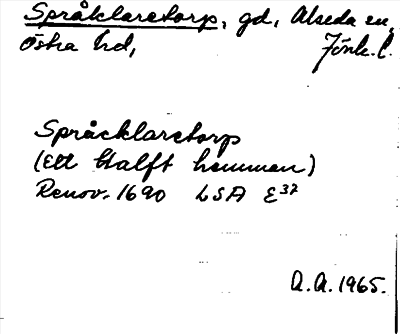 Språklaretorp, gd, Alseda sn,
Östra hd, Jönk. l.
Språcklaretorp
(Ett Halft hemman)
Renov. 1690 LSA E³⁷
A.A. 1965.